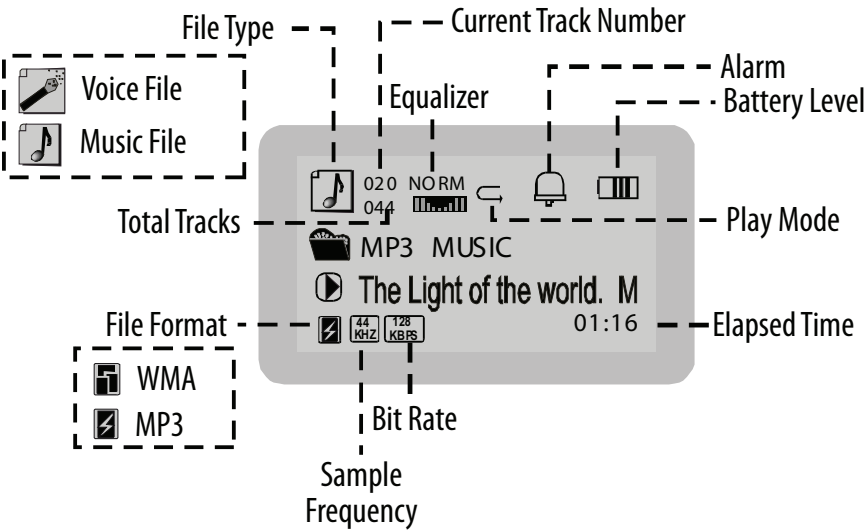 File Type
Current Track Number
Voice File
Music File
Equalizer
Alarm
Battery Level
020 NORM
044
Total Tracks
Play Mode
MP3 MUSIC
The Light of the world. M
File Format
44 KHZ
128 KBPS
01:16
Elapsed Time
WMA
MP3
Bit Rate
Sample
Frequency